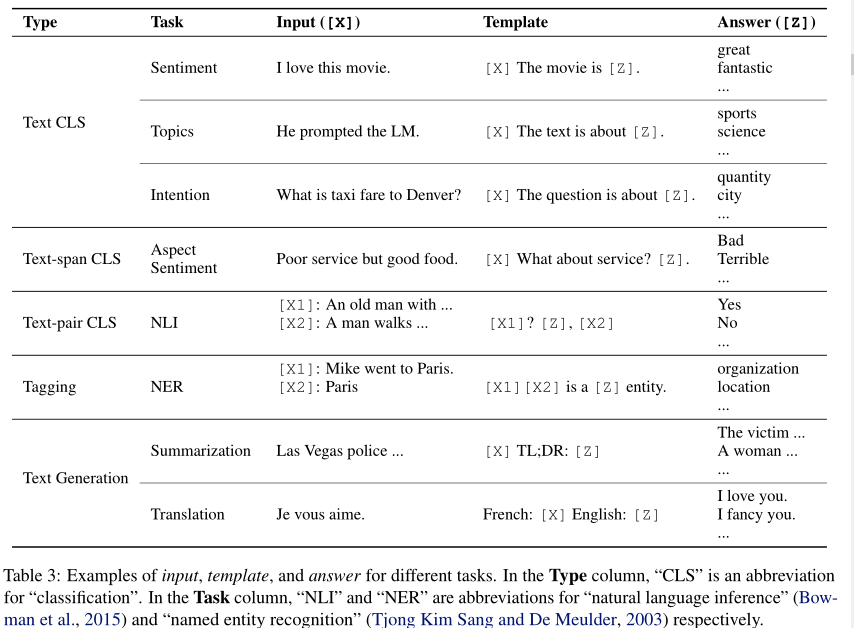 Type Task Input ([X]) Template Answer ([Z])
Text CLS
Sentiment I love this movie. [X] The movie is [Z].
great
fantastic
...
Topics He prompted the LM. [X] The text is about [Z].
sports
science
...
Intention What is taxi fare to Denver? [X] The question is about [Z].
quantity
city
...
Text-span CLS
Aspect
Sentiment
Poor service but good food. [X] What about service? [Z].
Bad
Terrible
...
Text-pair CLS NLI
[X1]: An old man with ...
[X2]: A man walks ...
[X1]? [Z], [X2]
Yes
No
...
Tagging NER
[X1]: Mike went to Paris.
[X2]: Paris
[X1][X2] is a [Z] entity.
organization
location
...
Text Generation
Summarization Las Vegas police ... [X] TL;DR: [Z]
The victim ...
A woman ...
...
Translation Je vous aime. French: [X] English: [Z]
I love you.
I fancy you.
...
Table 3: Examples of input, template, and answer for different tasks. In the Type column, “CLS” is an abbreviation
for “classification”. In the Task column, “NLI” and “NER” are abbreviations for “natural language inference” (Bow-
man et al., 2015) and “named entity recognition” (Tjong Kim Sang and De Meulder, 2003) respectively.